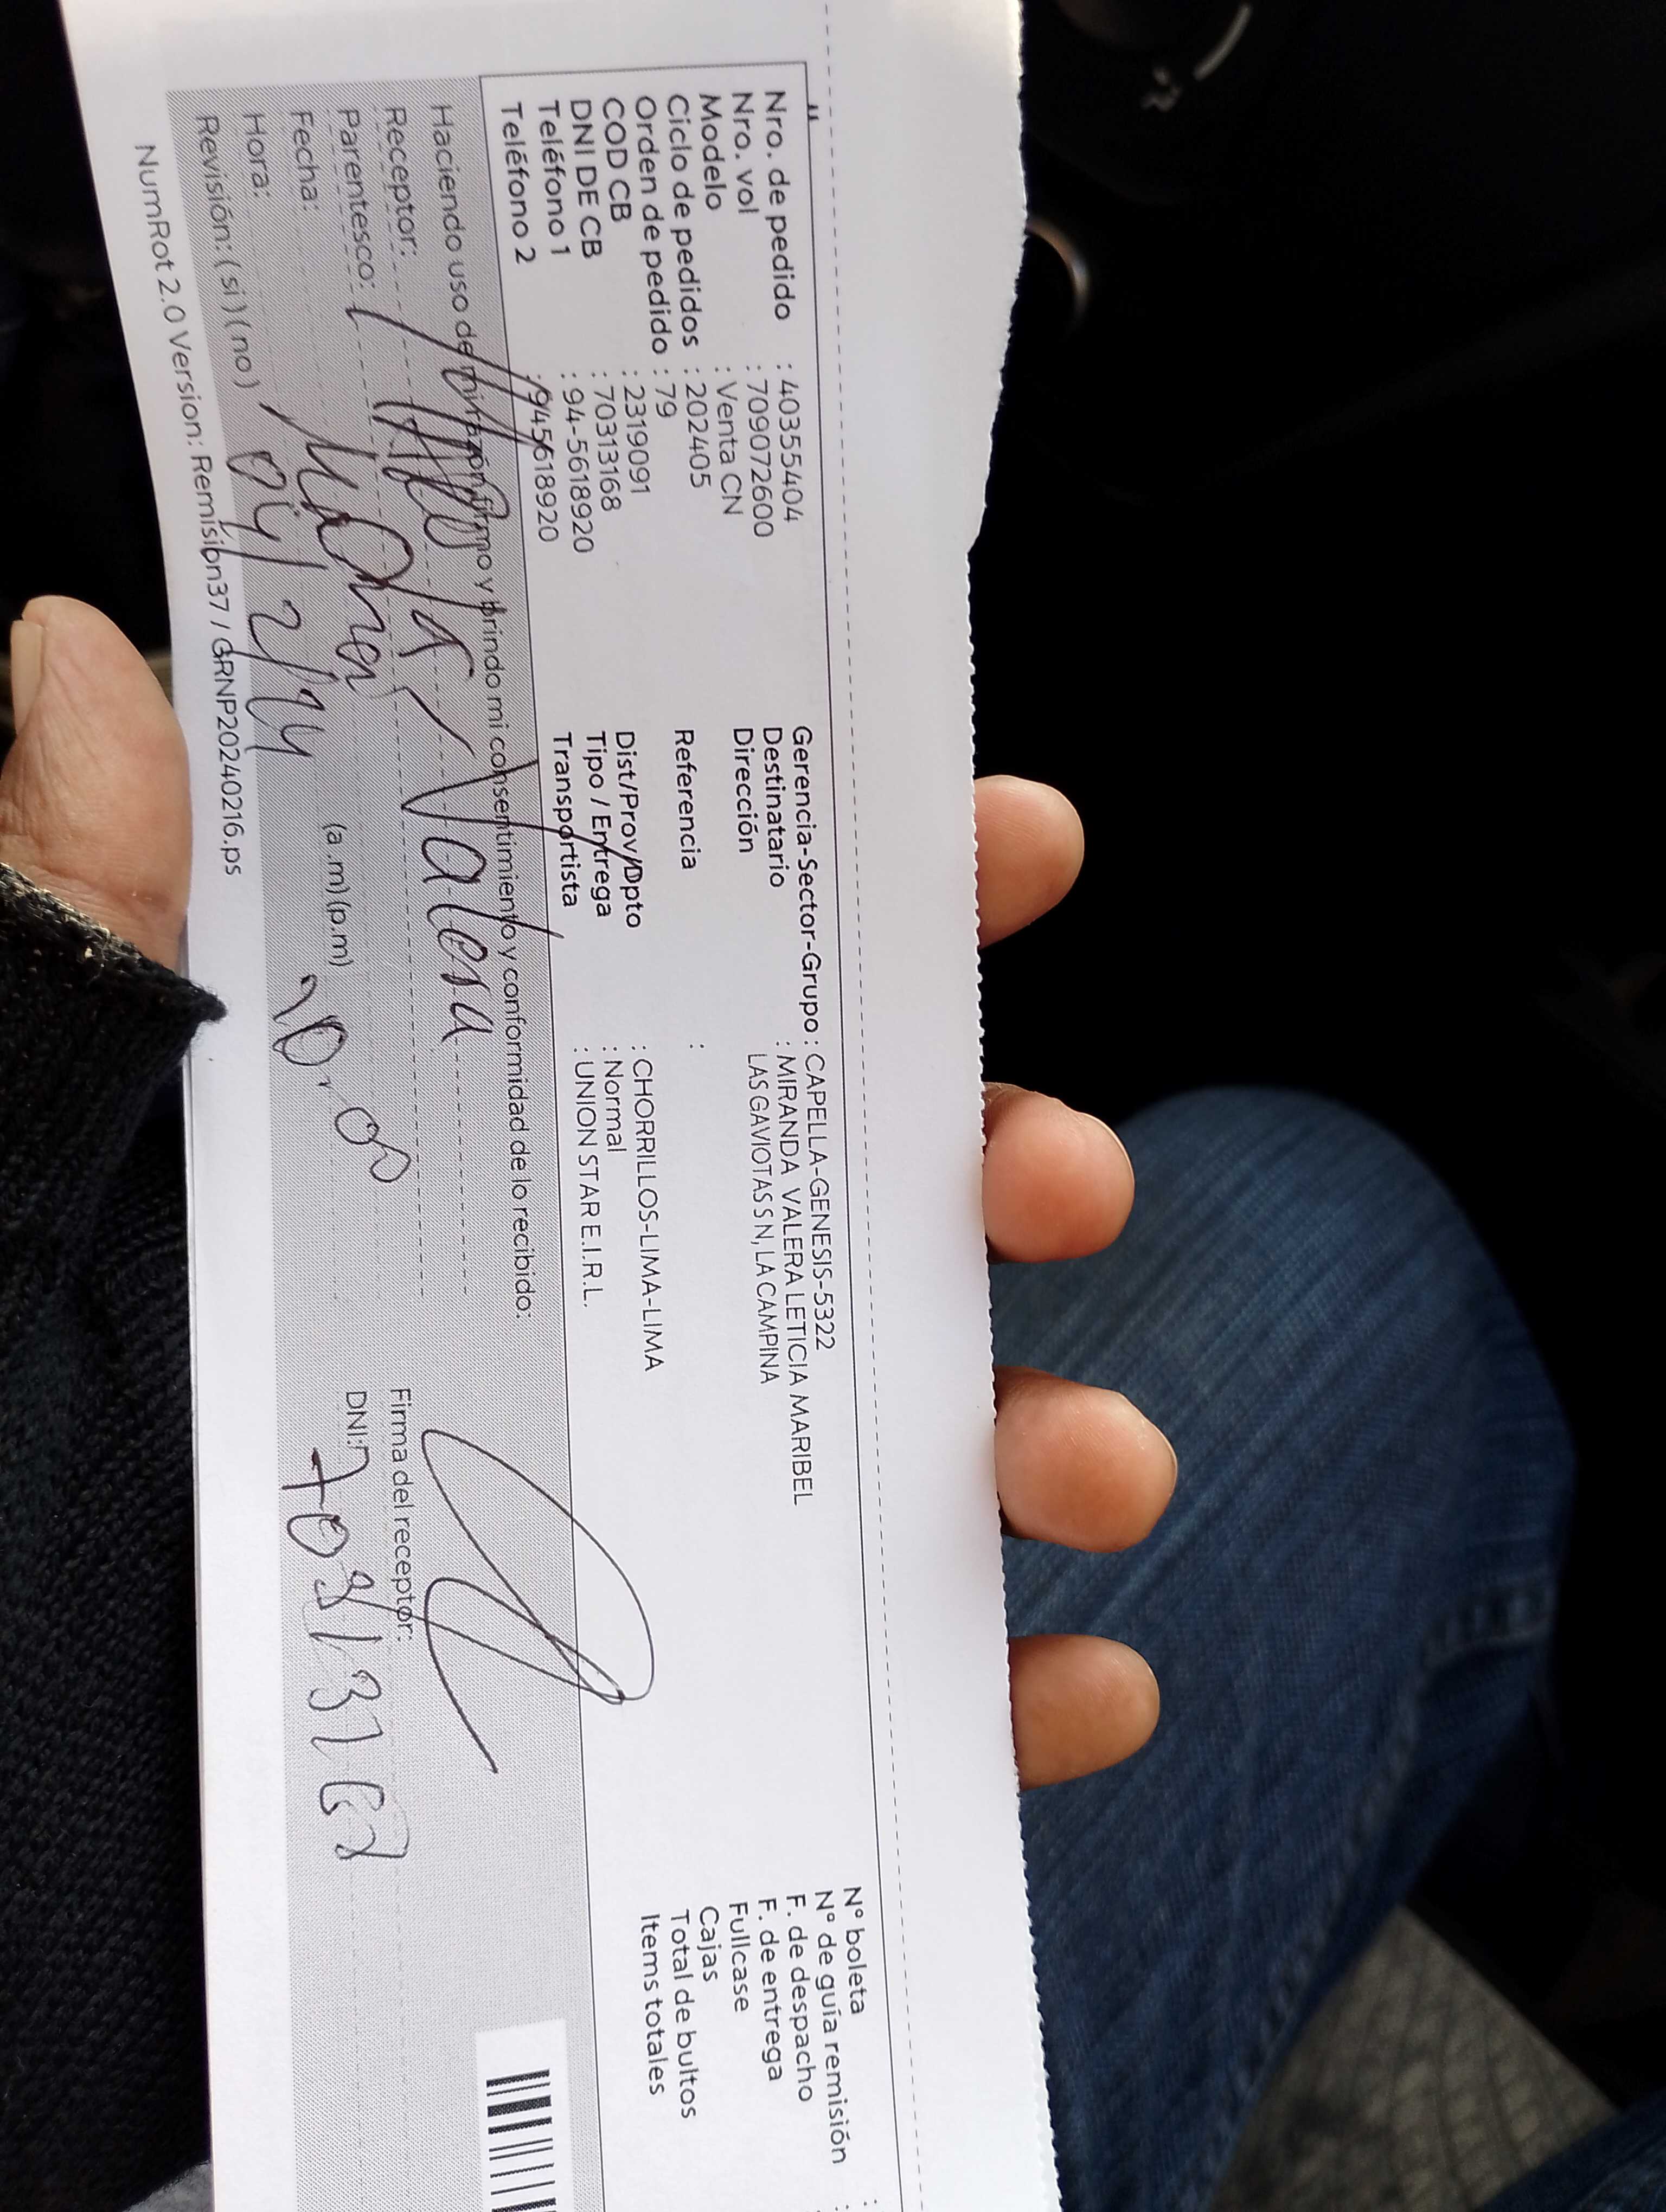 Nro. de pedido : 40355404
Nro. vol : 709072600
Modelo : Venta CN
Ciclo de pedidos : 202405
Orden de pedido : 79
COD CB : 2319091
DNI DE CB : 70313168
Teléfono 1 : 94-5618920
Teléfono 2 : 945618920
Gerencia-Sector-Grupo : CAPELLA-GENESIS-5322
Destinatario : MIRANDA VALERA LETICIA MARIBEL
Dirección LAS GAVIOTAS S N, LA CAMPINA
Referencia :
Dist/Prov/Dpto : CHORRILLOS-LIMA-LIMA
Tipo / Entrega : Normal
Transportista : UNION STAR E.I.R.L.
Nº boleta :
Nº de guía remisión :
F. de despacho
F. de entrega
Fullcase
Cajas
Total de bultos
Items totales
Haciendo uso de mi razón firmo y brindo mi consentimiento y conformidad de lo recibido:
Receptor: Valera
Parentesco:
Fecha:
Hora: (a .m) (p.m)
Revisión: (si) (no)
Firma del receptor:
DNI:
NumRot 2.0 Version: Remisión37 / GRNP20240216.ps